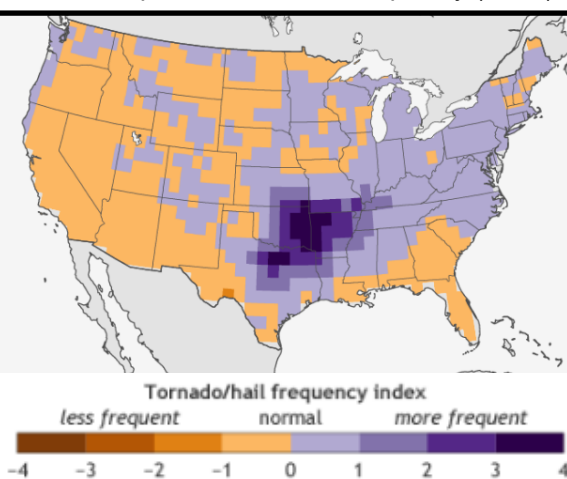 Tornado/hail frequency index
less frequent normal more frequent
−4 −3 −2 −1 0 1 2 3 4